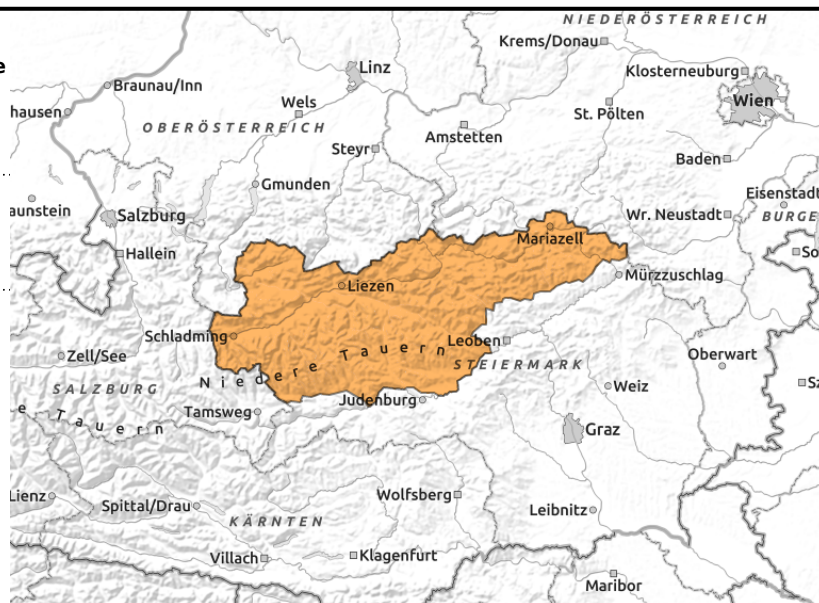 NIEDERÖSTERREICH
Krems/Donau
Linz
e
Klosterneuburg
Braunau/Inn
Wels
Wien
hausen
St. Pölten
OBERÖSTERREICH
Amstetten
Steyr
Baden
Gmunden
Eisenstadt
aunstein
Salzburg
Wr. Neustadt
BURGE
Mariazell
Hallein
So
Mürzzuschlag
Liezen
Schladming
Leoben
Zell/See
Oberwart
STEIERMARK
Niedere Tauern
SALZBURG
Weiz
Sz
Judenburg
Tamsweg
e Tauern
Graz
Lienz
Wolfsberg
Spittal/Drau
Leibnitz
KÄRNTEN
Villach
Klagenfurt
Maribor